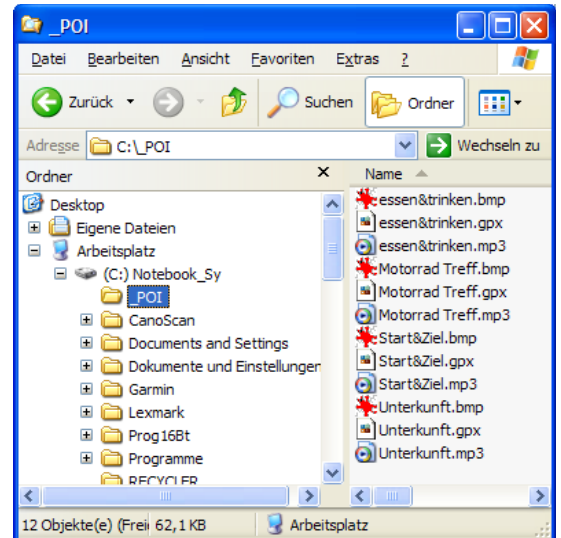 _POI
Datei Bearbeiten Ansicht Favoriten Extras ?
Zurück Suchen Ordner
Adresse C:\_POI Wechseln zu
Ordner
Desktop
Eigene Dateien
Arbeitsplatz
(C:) Notebook_Sy
_POI
CanoScan
Documents and Settings
Dokumente und Einstellungen
Garmin
Lexmark
Prog16Bt
Programme
RECYCLER
Name
essen&trinken.bmp
essen&trinken.gpx
essen&trinken.mp3
Motorrad Treff.bmp
Motorrad Treff.gpx
Motorrad Treff.mp3
Start&Ziel.bmp
Start&Ziel.gpx
Start&Ziel.mp3
Unterkunft.bmp
Unterkunft.gpx
Unterkunft.mp3
12 Objekte(e) (Frei 62,1 KB Arbeitsplatz